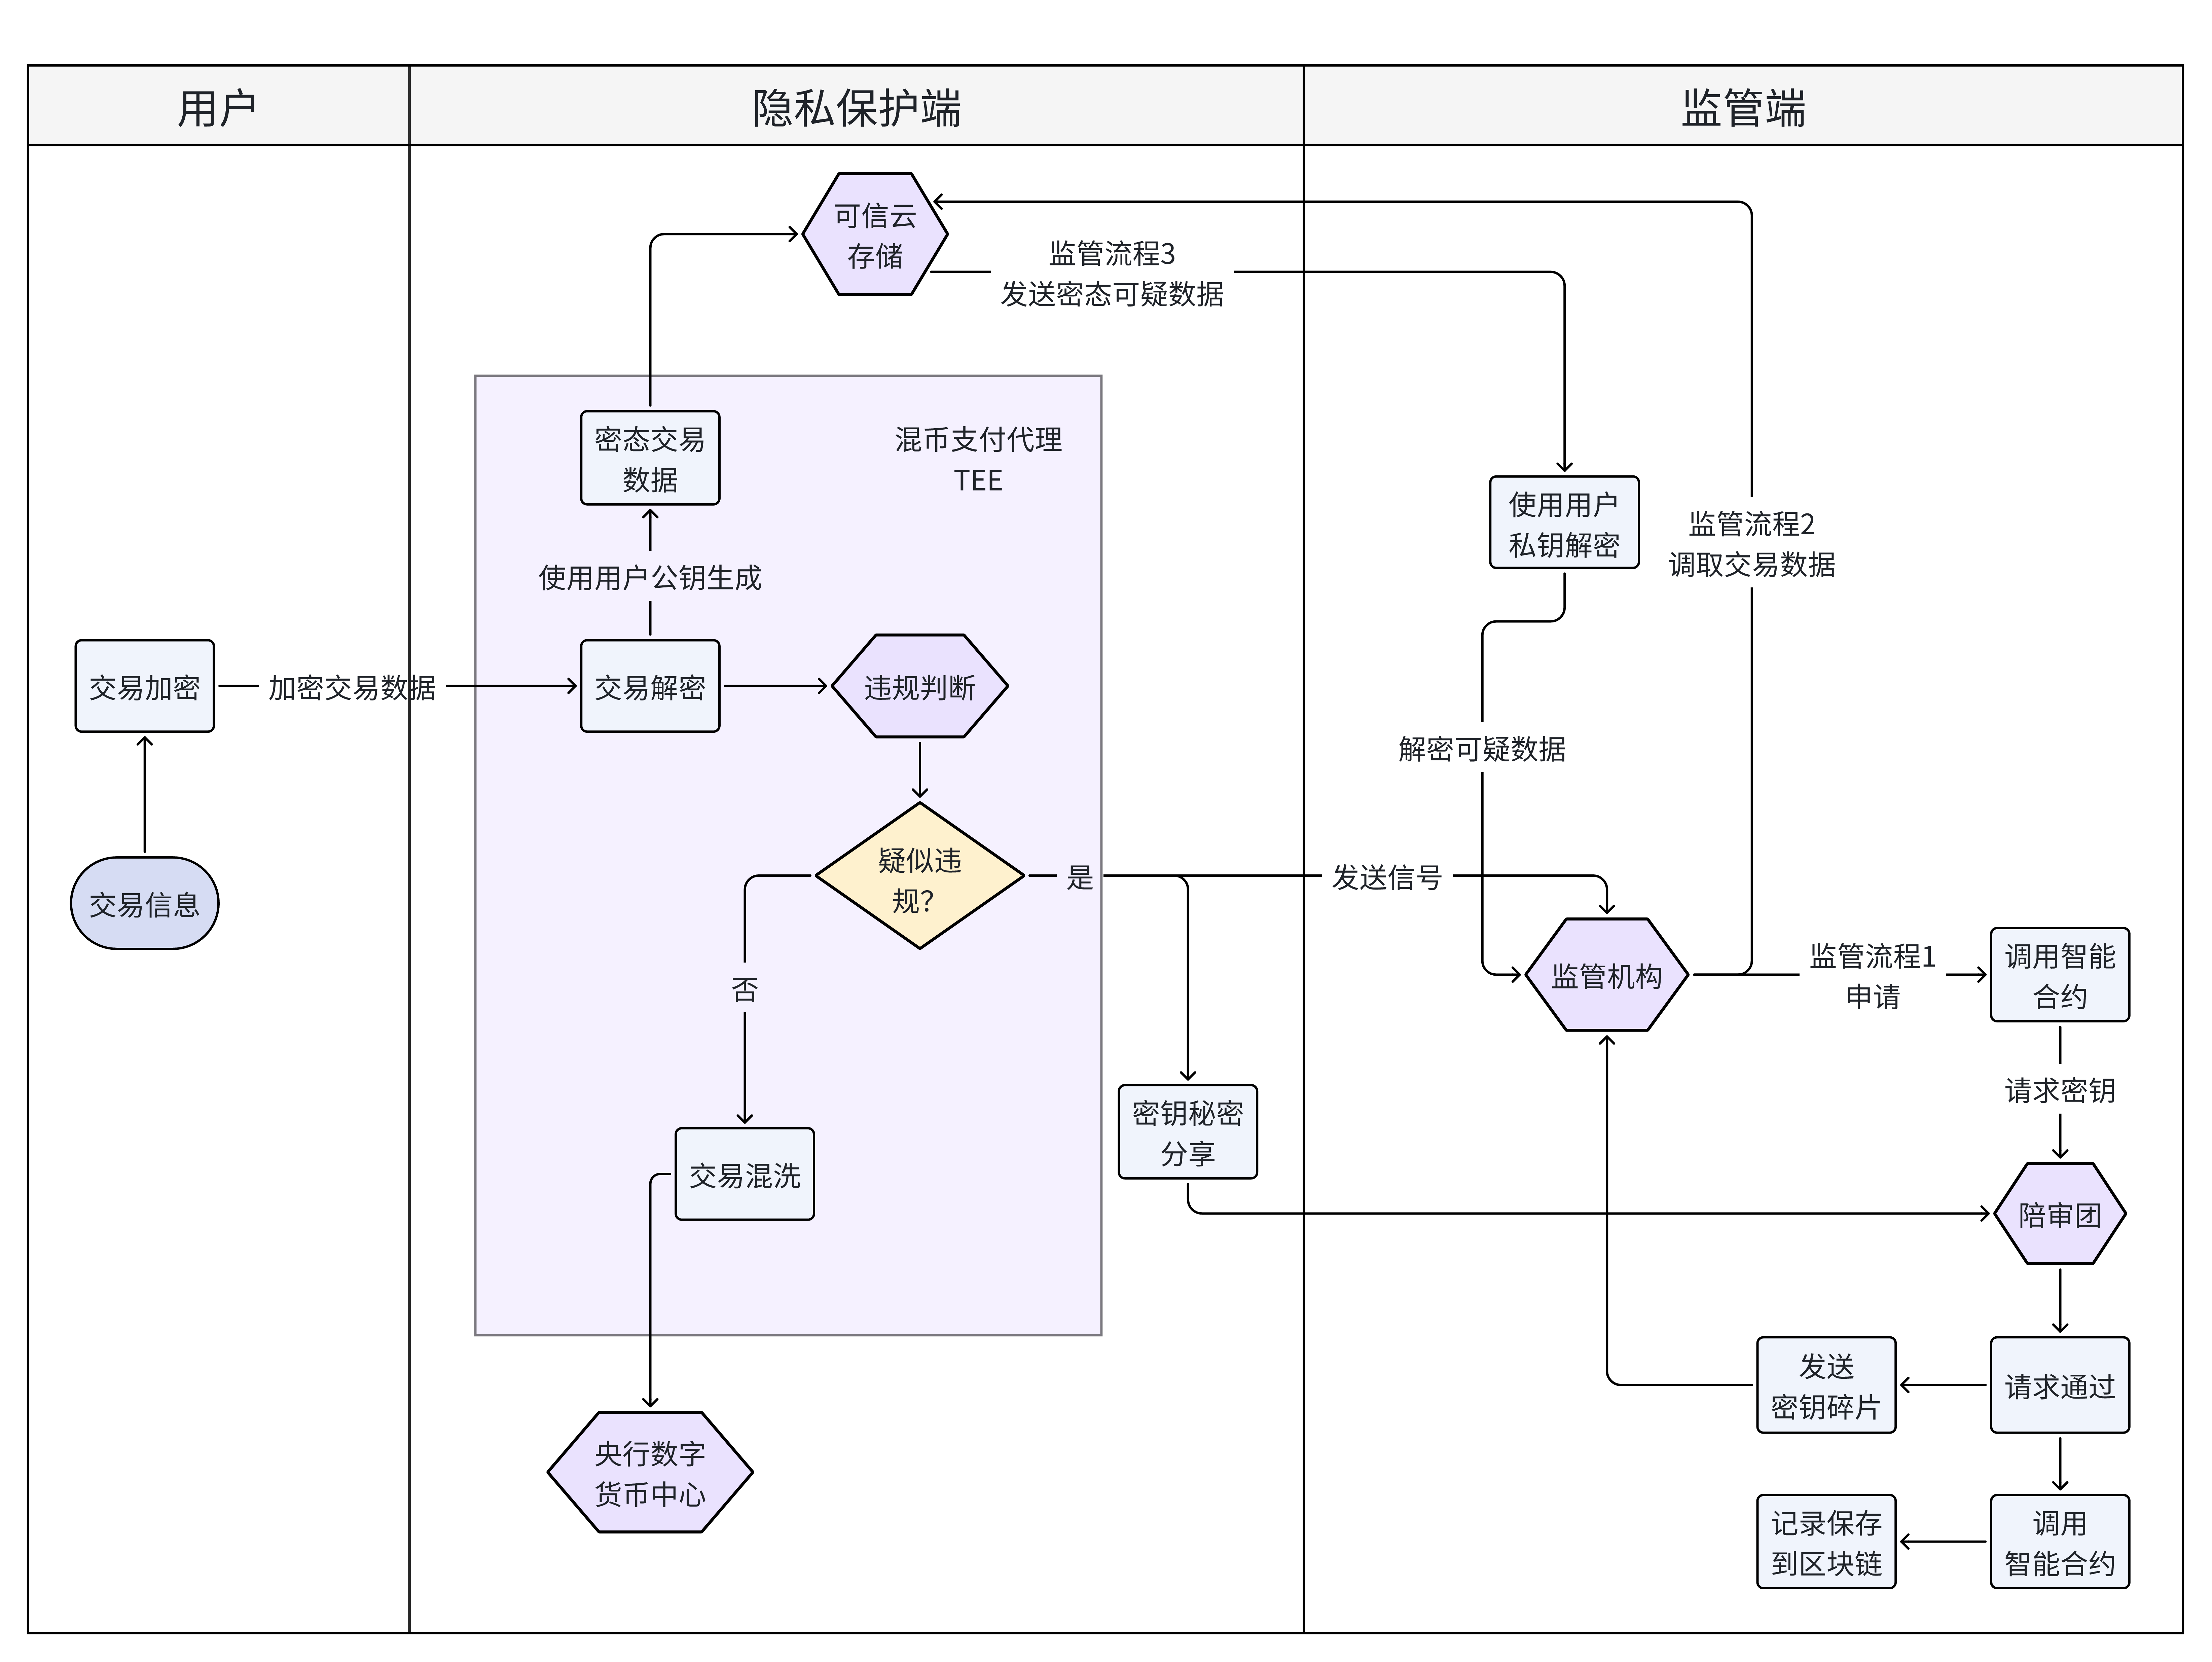 用户
隐私保护端
监管端
可信云
存储
监管流程3
发送密态可疑数据
密态交易
数据
混币支付代理
TEE
使用用户
私钥解密
监管流程2
调取交易数据
使用用户公钥生成
交易加密
加密交易数据
交易解密
违规判断
解密可疑数据
交易信息
疑似违
规？
是
发送信号
否
监管机构
监管流程1
申请
调用智能
合约
请求密钥
密钥秘密
分享
交易混洗
陪审团
发送
密钥碎片
请求通过
央行数字
货币中心
记录保存
到区块链
调用
智能合约